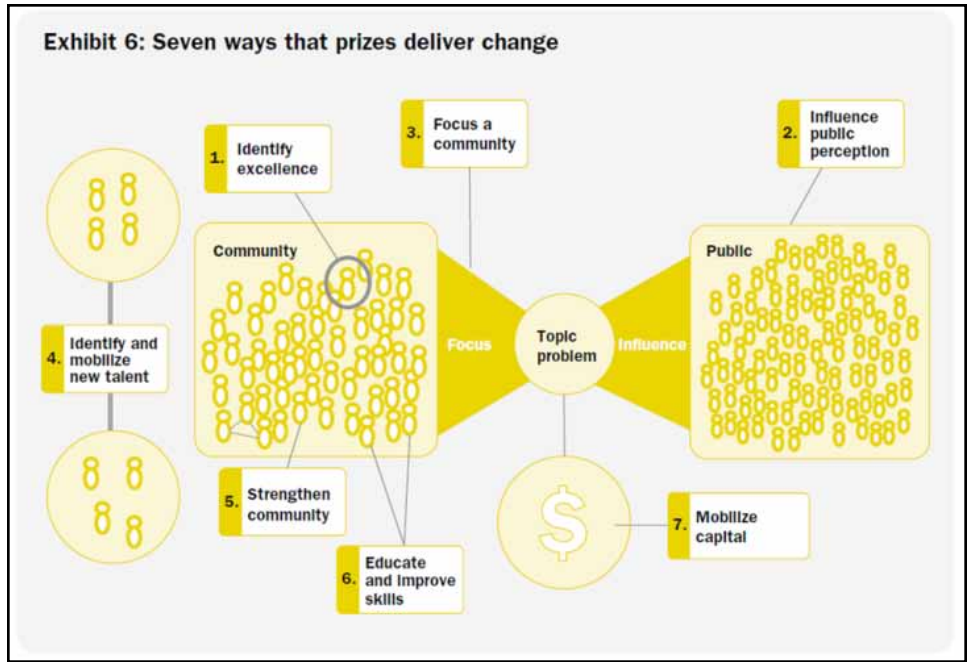 Exhibit 6: Seven ways that prizes deliver change
1. Identify
excellence
3. Focus a
community
2. Influence
public
perception
Community
Public
4. Identify and
mobilize
new talent
Focus
Topic
problem
Influence
5. Strengthen
community
$
7. Mobilize
capital
6. Educate
and improve
skills